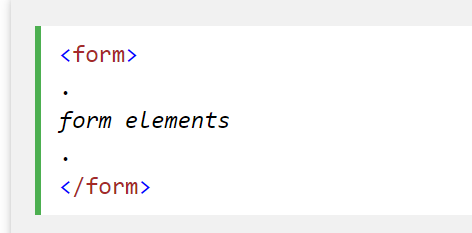 <form>
.
form elements
.
</form>